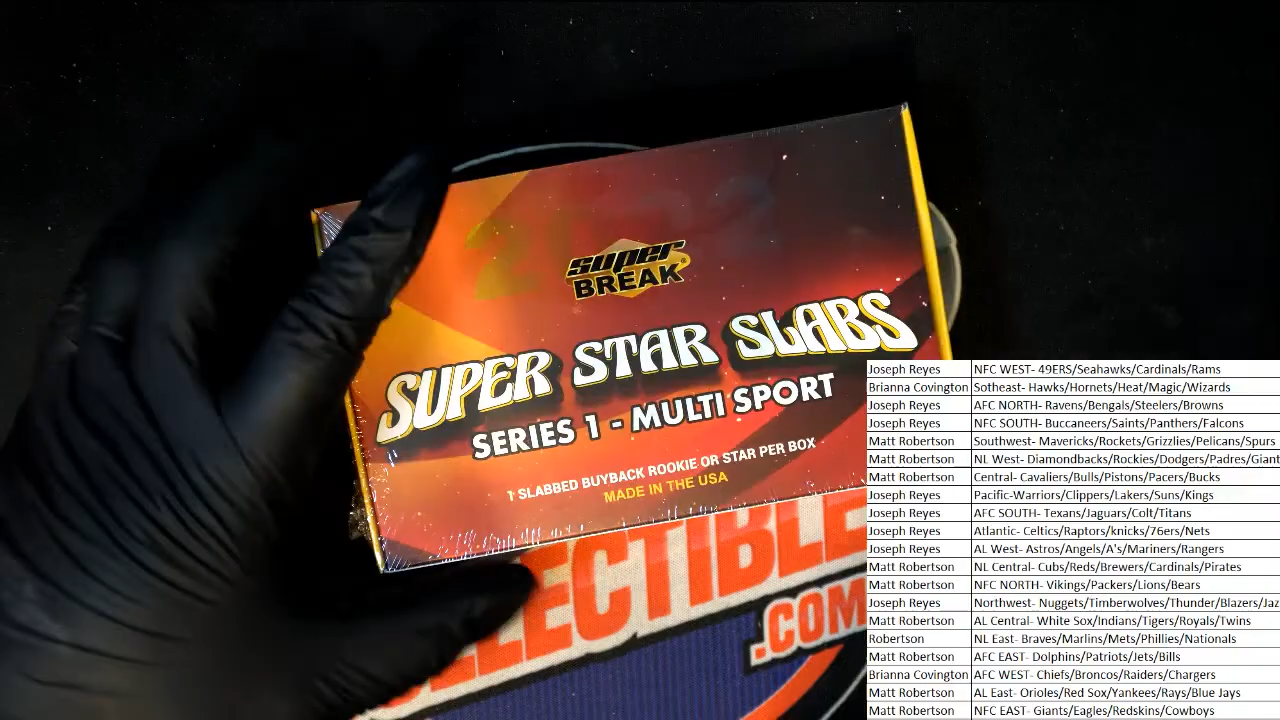 super
BREAK
SUPER STAR SLABS
SERIES 1 - MULTI SPORT
1 SLABBED BUYBACK ROOKIE OR STAR PER BOX
MADE IN THE USA
LECTIBLE
.COM
Joseph Reyes NFC WEST- 49ERS/Seahawks/Cardinals/Rams
Brianna Covington Sotheast- Hawks/Hornets/Heat/Magic/Wizards
Joseph Reyes AFC NORTH- Ravens/Bengals/Steelers/Browns
Joseph Reyes NFC SOUTH- Buccaneers/Saints/Panthers/Falcons
Matt Robertson Southwest- Mavericks/Rockets/Grizzlies/Pelicans/Spurs
Matt Robertson NL West- Diamondbacks/Rockies/Dodgers/Padres/Giant
Matt Robertson Central- Cavaliers/Bulls/Pistons/Pacers/Bucks
Joseph Reyes Pacific-Warriors/Clippers/Lakers/Suns/Kings
Joseph Reyes AFC SOUTH- Texans/Jaguars/Colt/Titans
Joseph Reyes Atlantic- Celtics/Raptors/knicks/76ers/Nets
Joseph Reyes AL West- Astros/Angels/A's/Mariners/Rangers
Matt Robertson NL Central- Cubs/Reds/Brewers/Cardinals/Pirates
Matt Robertson NFC NORTH- Vikings/Packers/Lions/Bears
Joseph Reyes Northwest- Nuggets/Timberwolves/Thunder/Blazers/Jaz
Matt Robertson AL Central- White Sox/Indians/Tigers/Royals/Twins
Robertson NL East- Braves/Marlins/Mets/Phillies/Nationals
Matt Robertson AFC EAST- Dolphins/Patriots/Jets/Bills
Brianna Covington AFC WEST- Chiefs/Broncos/Raiders/Chargers
Matt Robertson AL East- Orioles/Red Sox/Yankees/Rays/Blue Jays
Matt Robertson NFC EAST- Giants/Eagles/Redskins/Cowboys